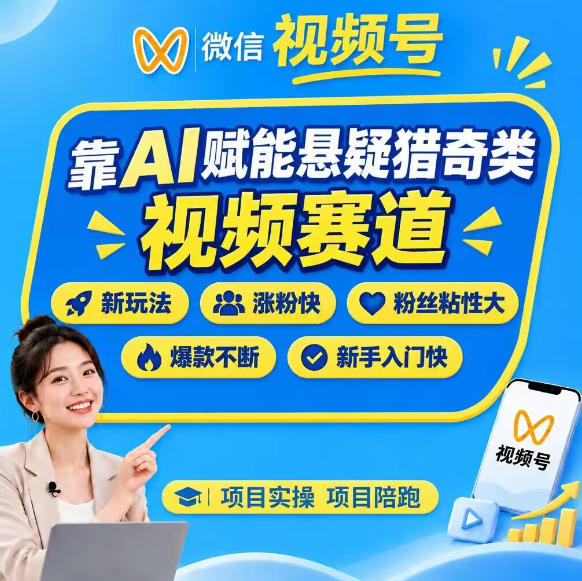 微信 视频号
靠AI赋能悬疑猎奇类
视频赛道
新玩法 涨粉快 粉丝粘性大
爆款不断 新手入门快
视频号
项目实操 项目陪跑